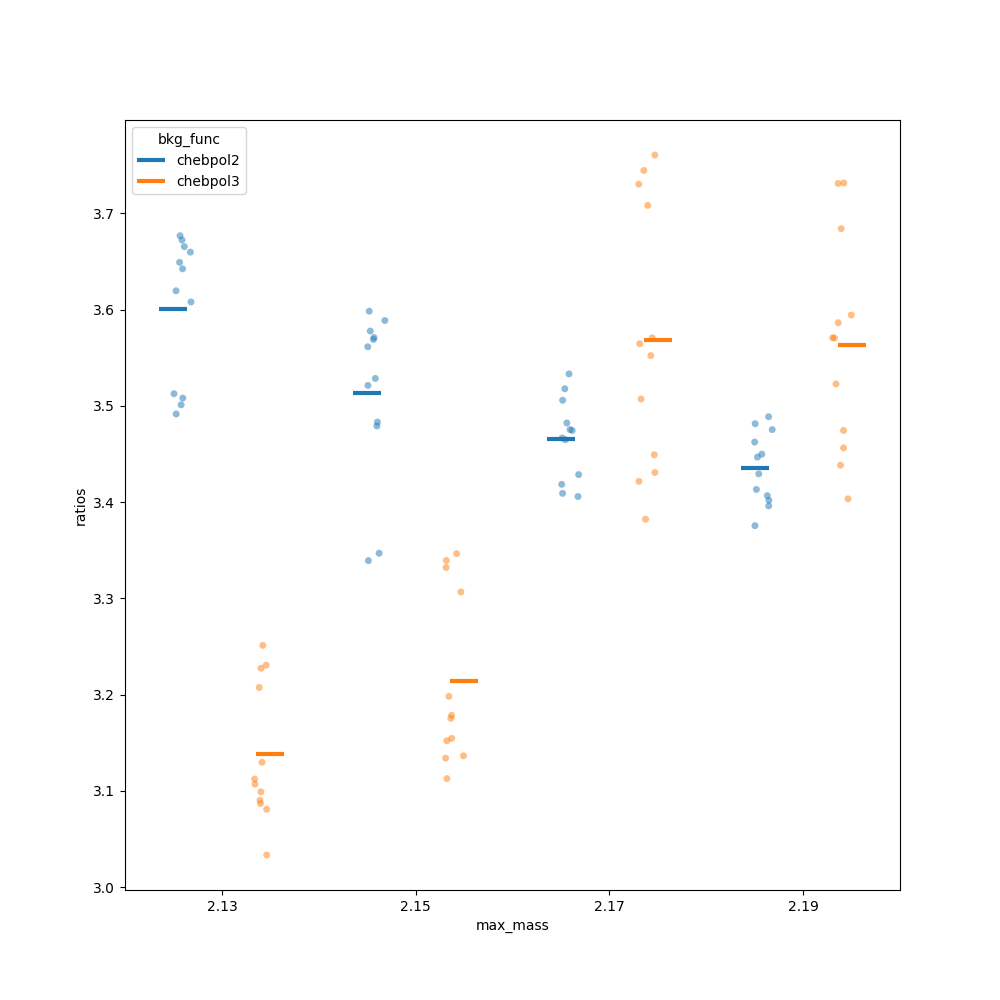 bkg_func
chebpol2
chebpol3
3.7
3.6
3.5
3.4
3.3
3.2
3.1
3.0
ratios
2.13
2.15
2.17
2.19
max_mass